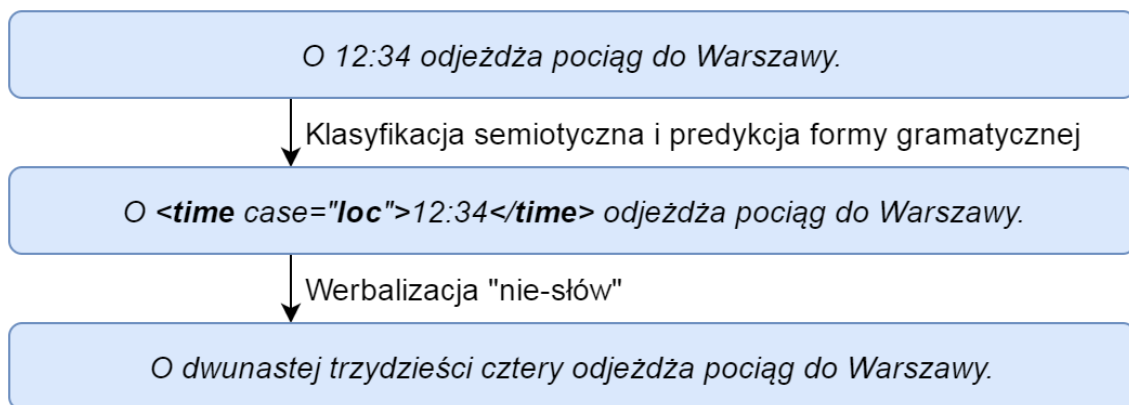 O 12:34 odjeżdża pociąg do Warszawy.
Klasyfikacja semiotyczna i predykcja formy gramatycznej
O <time case="loc">12:34</time> odjeżdża pociąg do Warszawy.
Werbalizacja "nie-słów"
O dwunastej trzydzieści cztery odjeżdża pociąg do Warszawy.